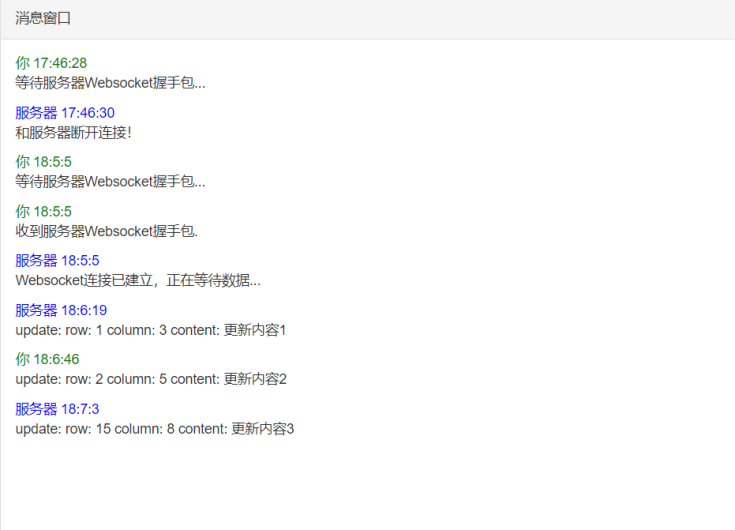 消息窗口
你 17:46:28
等待服务器Websocket握手包...
服务器 17:46:30
和服务器断开连接!
你 18:5:5
等待服务器Websocket握手包...
你 18:5:5
收到服务器Websocket握手包.
服务器 18:5:5
Websocket连接已建立，正在等待数据...
服务器 18:6:19
update: row: 1 column: 3 content: 更新内容1
你 18:6:46
update: row: 2 column: 5 content: 更新内容2
服务器 18:7:3
update: row: 15 column: 8 content: 更新内容3